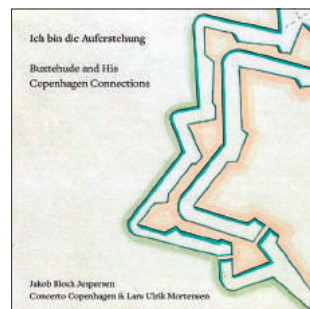 Ich bin die Auferstehung
Buxtehude and His
Copenhagen Connections
Jakob Bloch Jespersen
Concerto Copenhagen & Lars Ulrik Mortensen